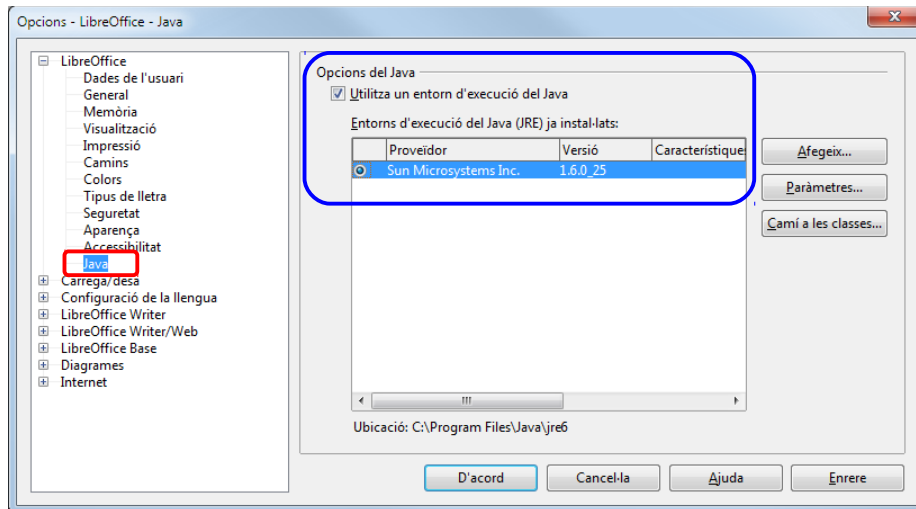 Opcions - LibreOffice - Java
LibreOffice
Dades de l'usuari
General
Memòria
Visualització
Impressió
Camins
Colors
Tipus de lletra
Seguretat
Aparença
Accessibilitat
Java
Carrega/desa
Configuració de la llengua
LibreOffice Writer
LibreOffice Writer/Web
LibreOffice Base
Diagrames
Internet
Opcions del Java
Utilitza un entorn d'execució del Java
Entorns d'execució del Java (JRE) ja instal·lats:
Proveïdor Versió Característiques
Sun Microsystems Inc. 1.6.0_25
Afegeix...
Paràmetres...
Camí a les classes...
Ubicació: C:\Program Files\Java\jre6
D'acord Cancel·la Ajuda Enrere